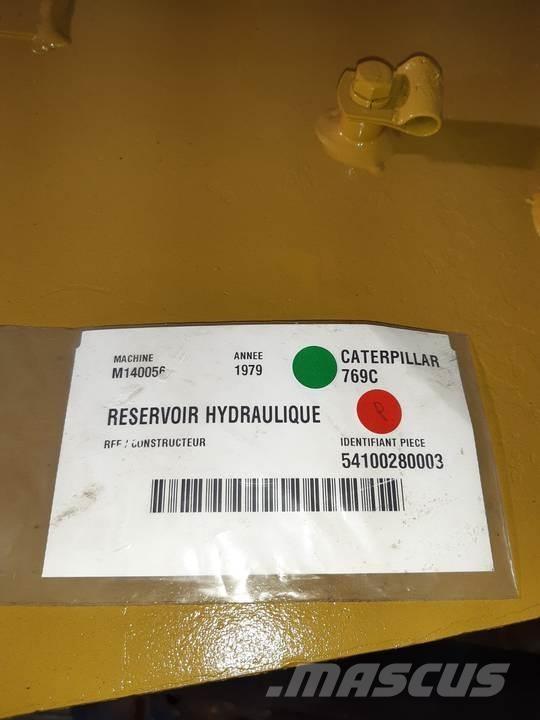 MACHINE ANNEE CATERPILLAR
M140056 1979 769C
RESERVOIR HYDRAULIQUE P
REF / CONSTRUCTEUR IDENTIFIANT PIECE
54100280003
MASCUS